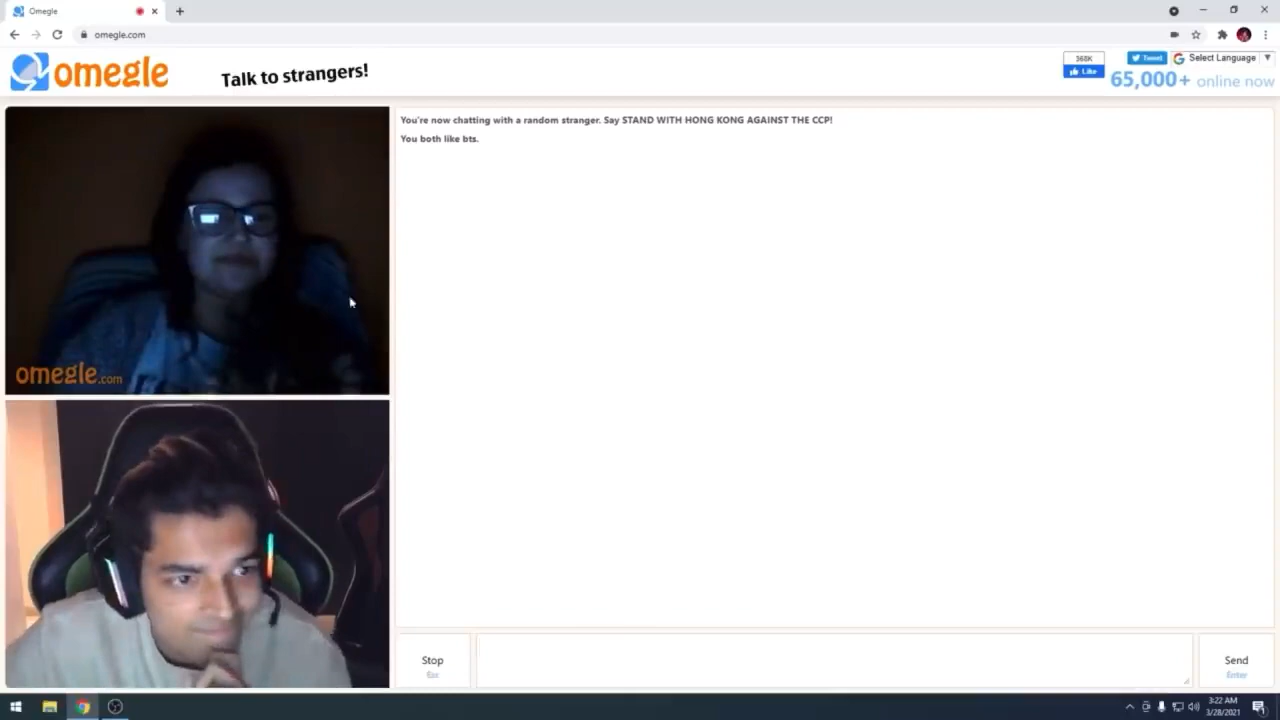 Omegle
omegle.com
omegle
Talk to strangers!
368K
Like
Tweet
Select Language
65,000+ online now
You're now chatting with a random stranger. Say STAND WITH HONG KONG AGAINST THE CCP!
You both like bts.
omegle.com
Stop
Esc
Send
Enter
3:22 AM
3/28/2021
1